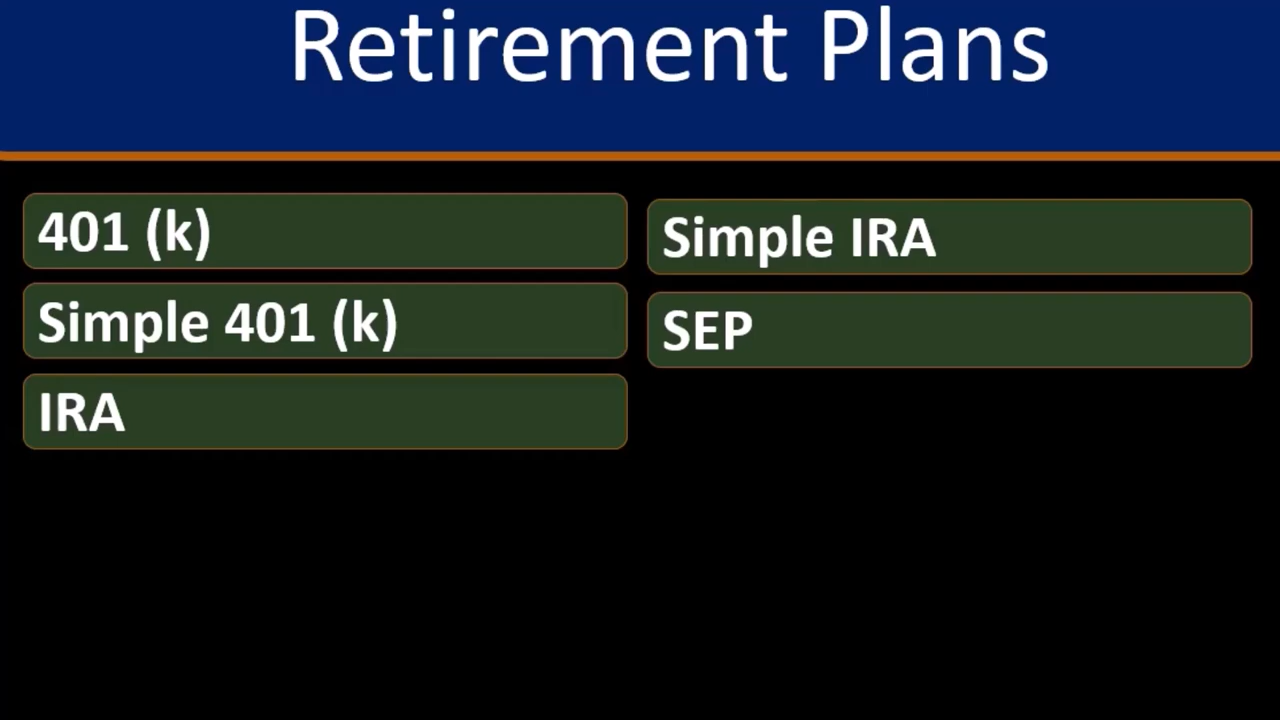 Retirement Plans
401 (k)
Simple 401 (k)
IRA
Simple IRA
SEP